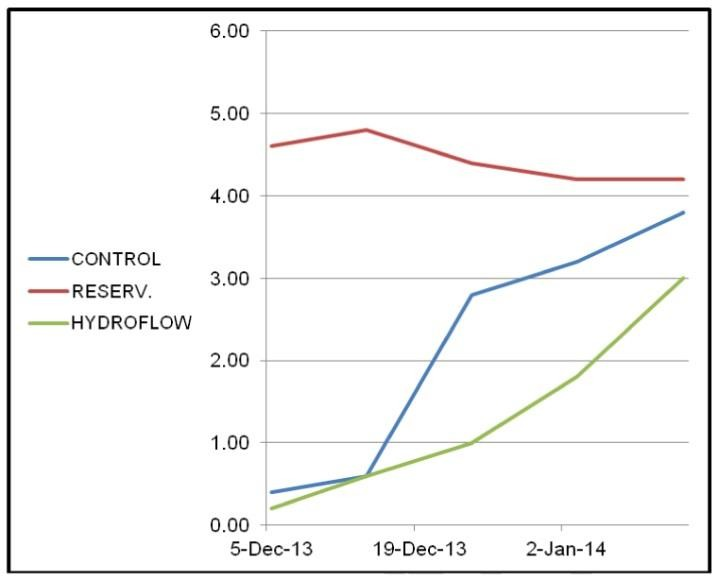 6.00
5.00
4.00
3.00
2.00
1.00
0.00
CONTROL
RESERV.
HYDROFLOW
5-Dec-13 19-Dec-13 2-Jan-14